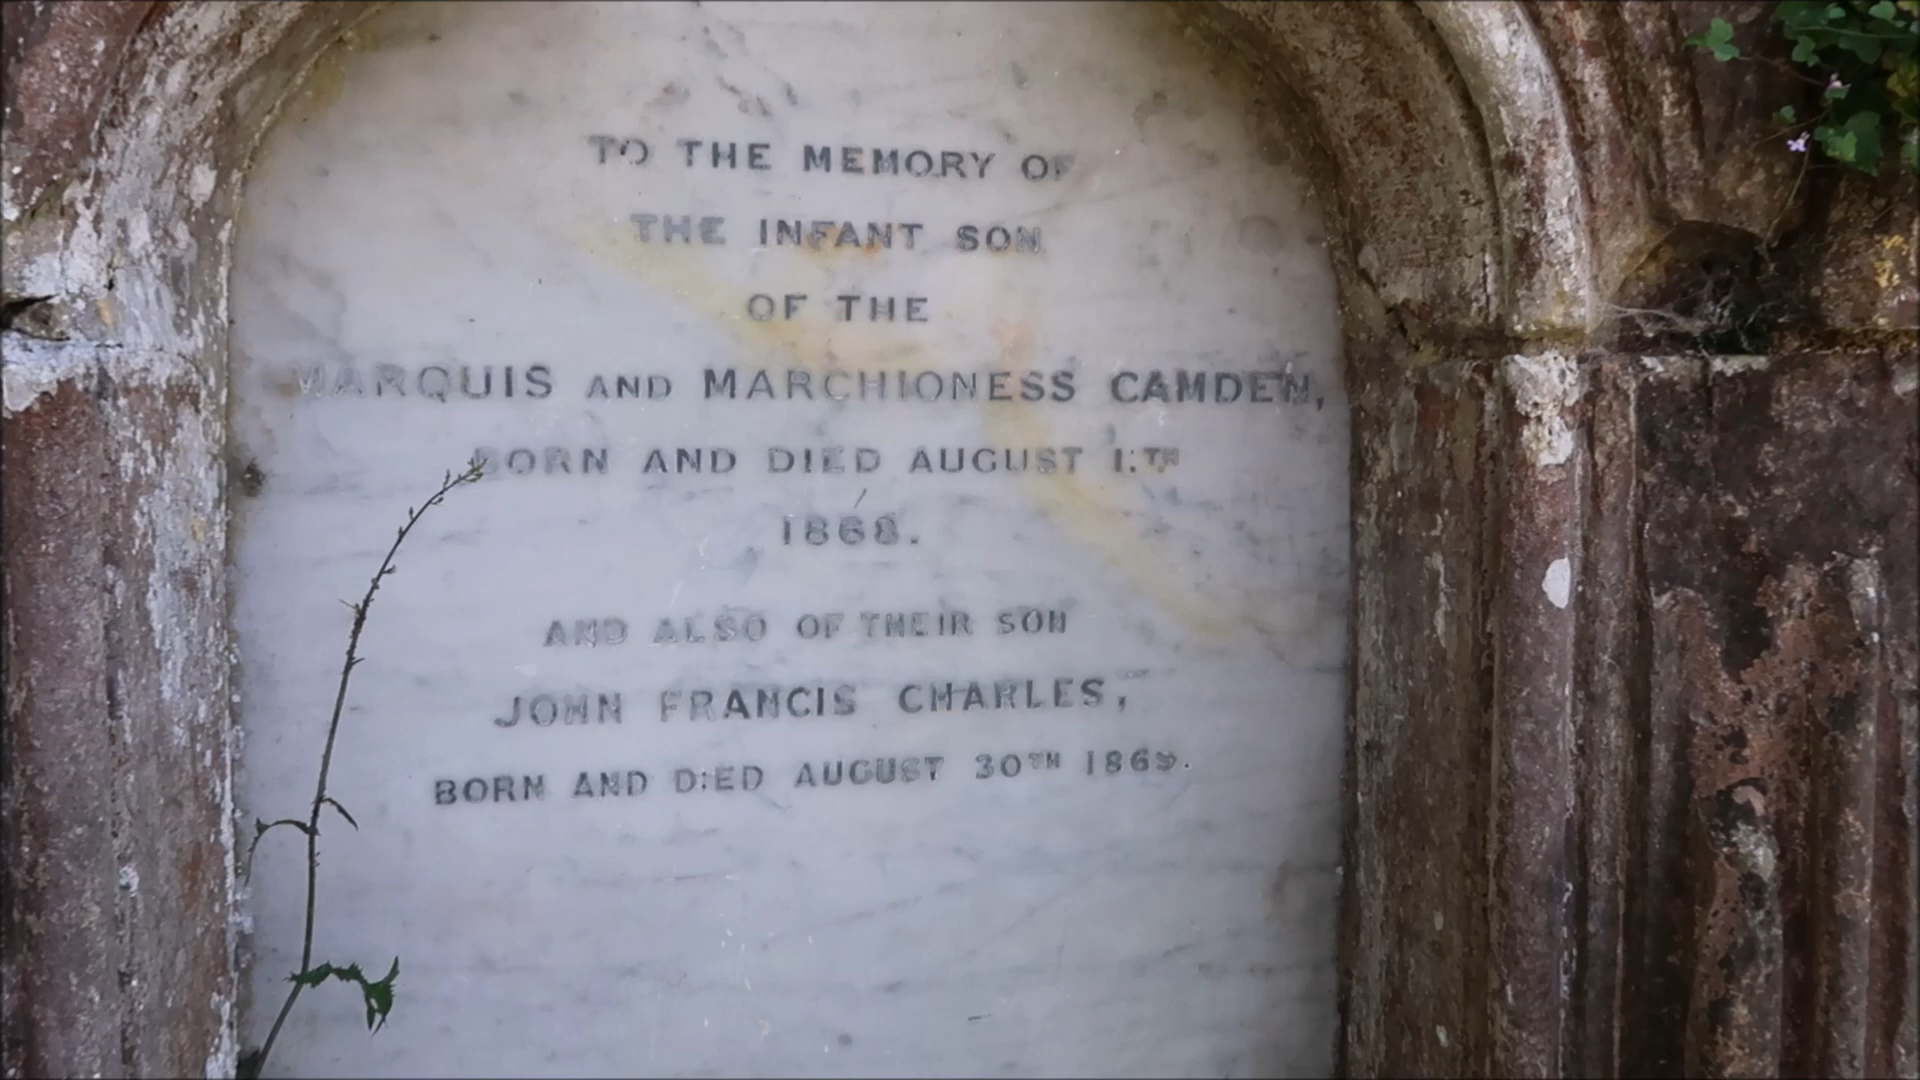 TO THE MEMORY OF
THE INFANT SON
OF THE
MARQUIS AND MARCHIONESS CAMDEN,
BORN AND DIED AUGUST
1868.
AND ALSO OF THEIR SON
JOHN FRANCIS CHARLES,
BORN AND DIED AUGUST 30TH 1869.